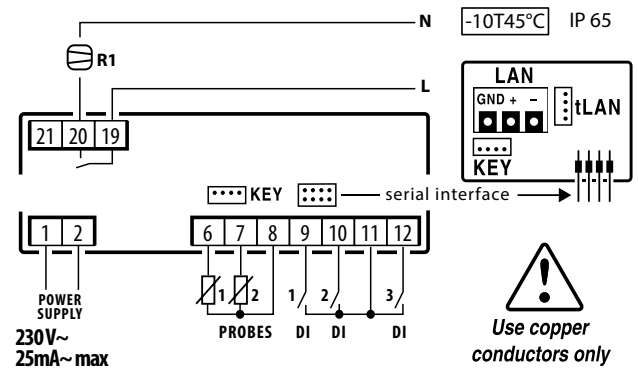 N
-10T45°C IP 65
R1
L
LAN
GND + -
tLAN
KEY
21 20 19
KEY
serial interface
1 2
6 7 8 9 10 11 12
1 2 1 2 3
POWER
SUPPLY
PROBES DI DI DI
230V~
25mA~ max
Use copper
conductors only